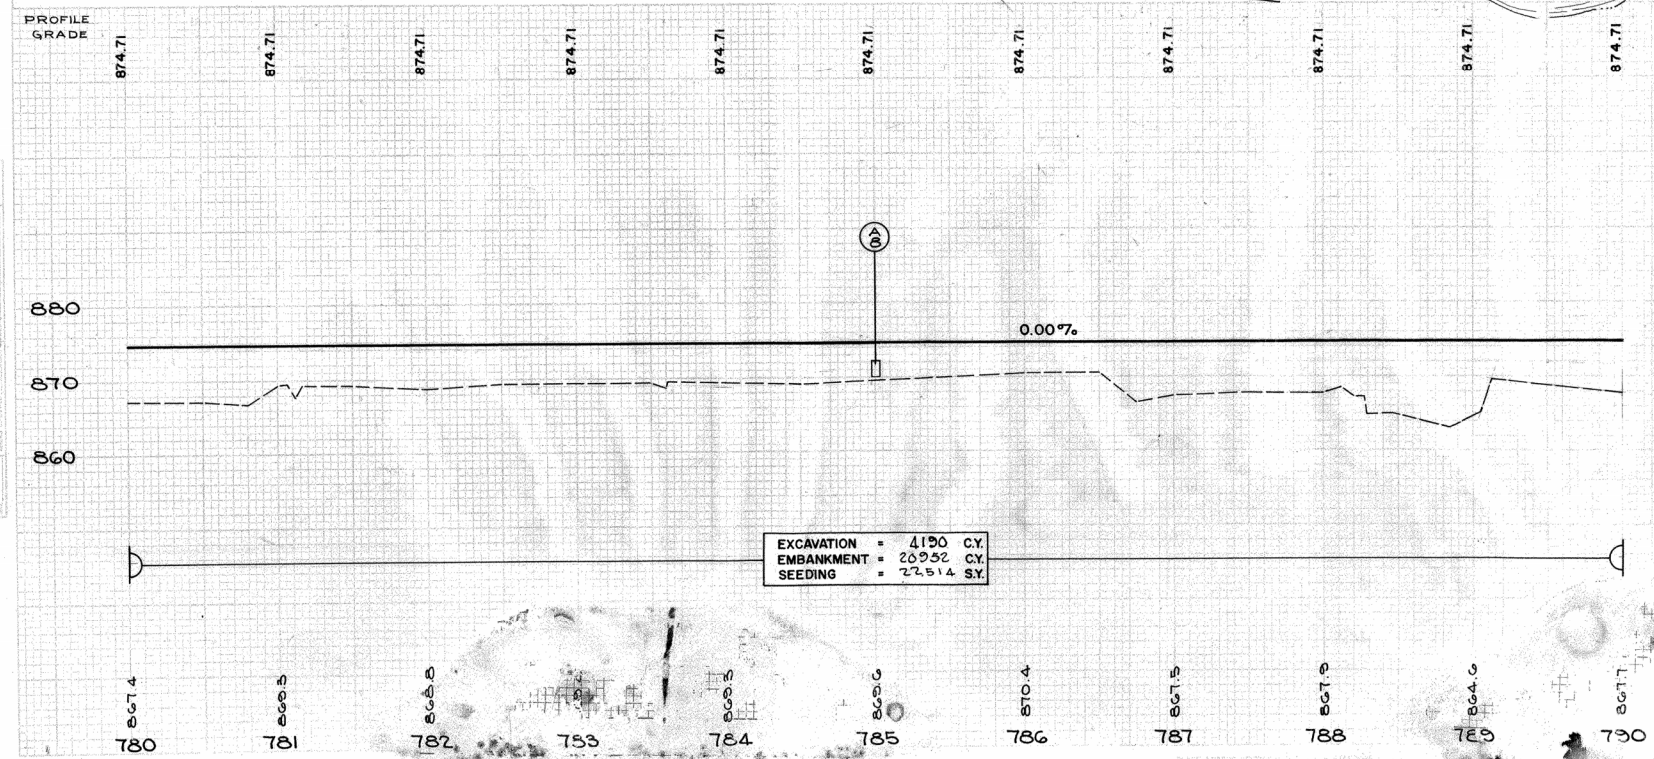 PROFILE
GRADE
874.71 874.71 874.71 874.71 874.71 874.71 874.71 874.71 874.71 874.71 874.71
A
8
880
0.00%
870
860
EXCAVATION = 4190 C.Y.
EMBANKMENT = 20952 C.Y.
SEEDING = 22,514 S.Y.
867.4 869.3 868.8 869.3 869.6 870.4 867.5 867.9 864.6 867.7
780 781 782 783 784 785 786 787 788 789 790